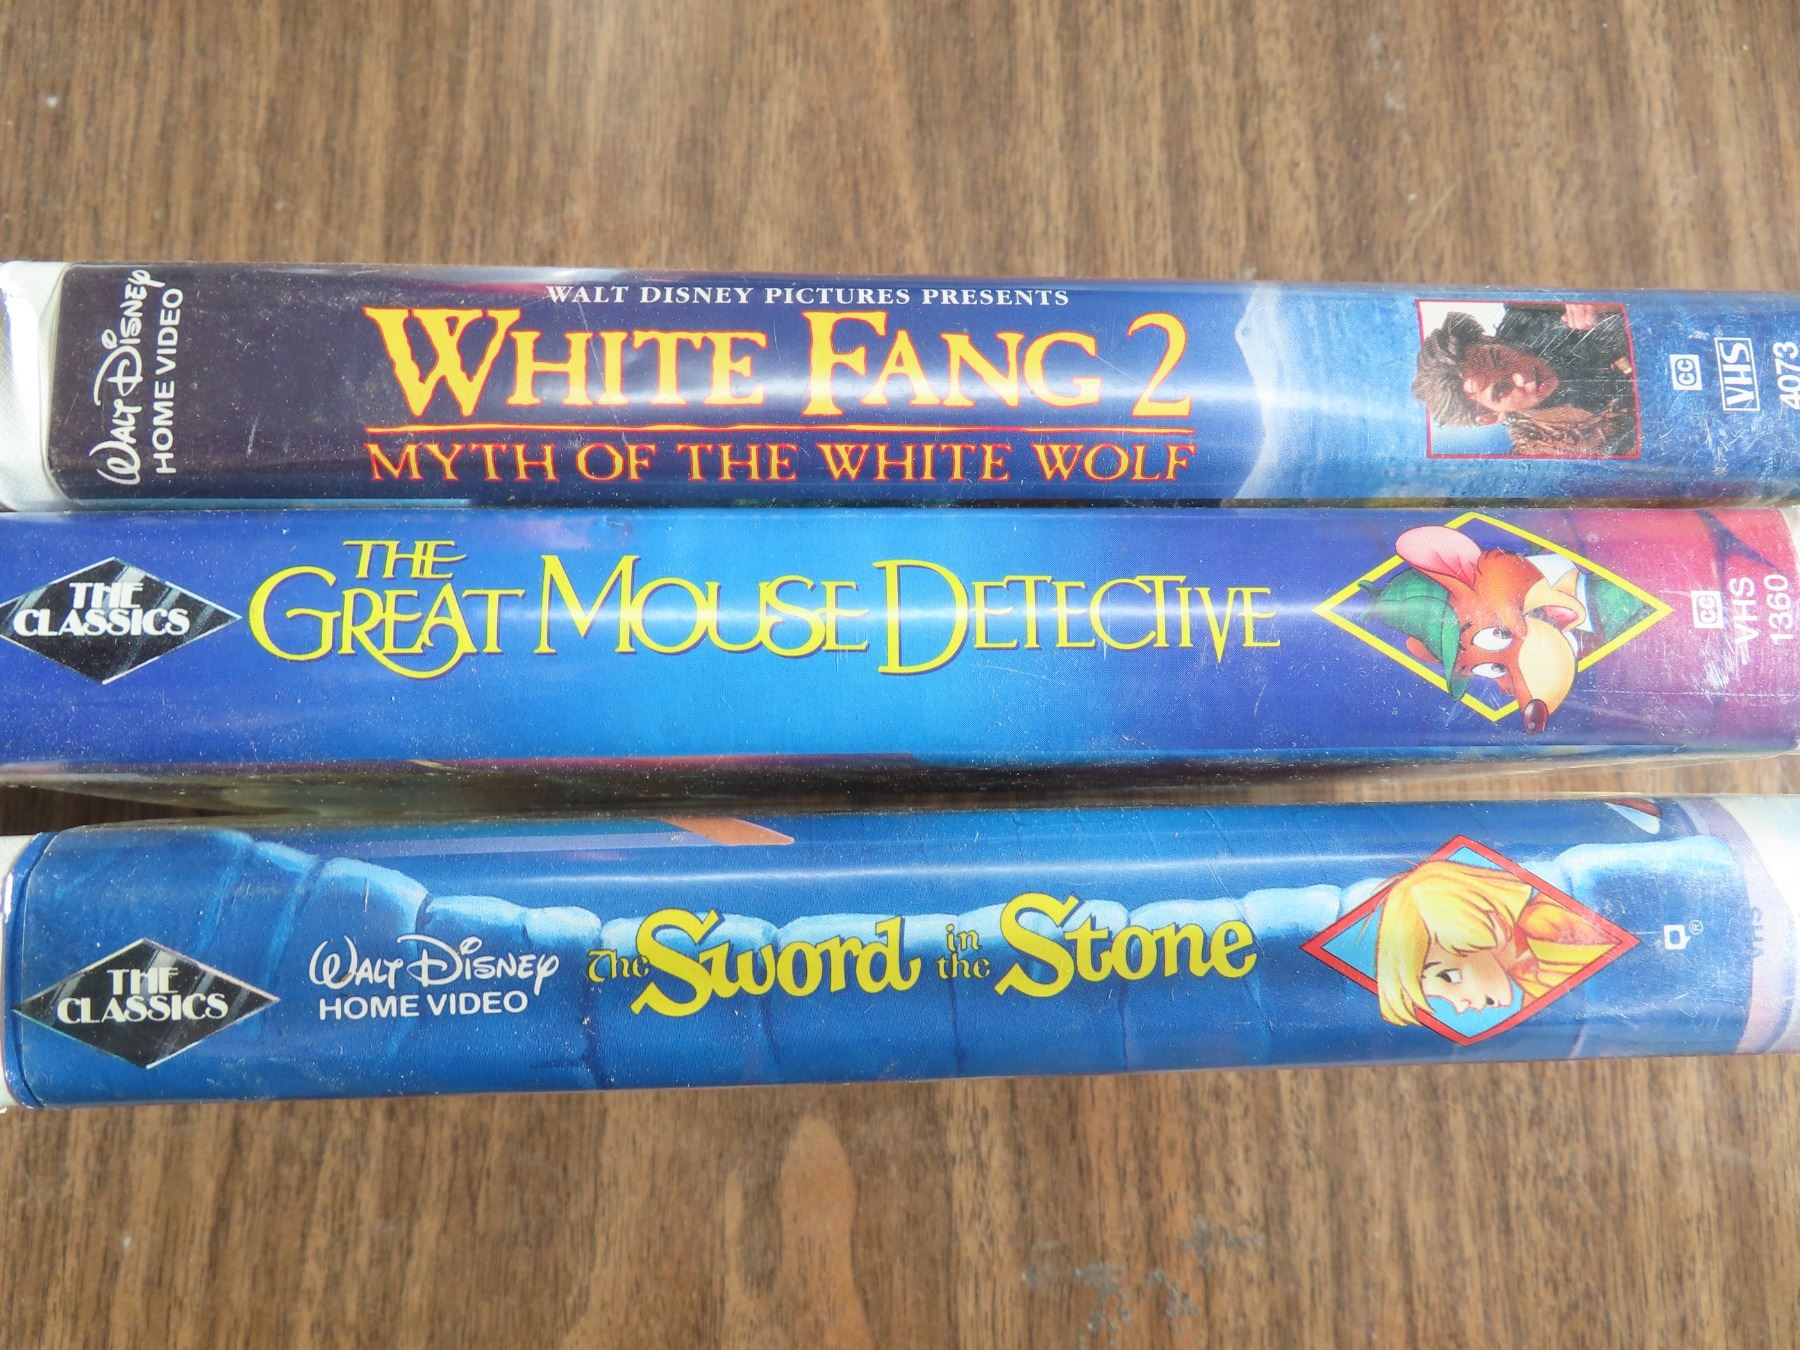 WALT DISNEY
HOME VIDEO
WALT DISNEY PICTURES PRESENTS
WHITE FANG 2
MYTH OF THE WHITE WOLF
CC
VHS
4073
THE
CLASSICS
THE
GREAT MOUSE DETECTIVE
CC
VHS
1360
THE
CLASSICS
WALT DISNEY
HOME VIDEO
The Sword in the Stone
VHS